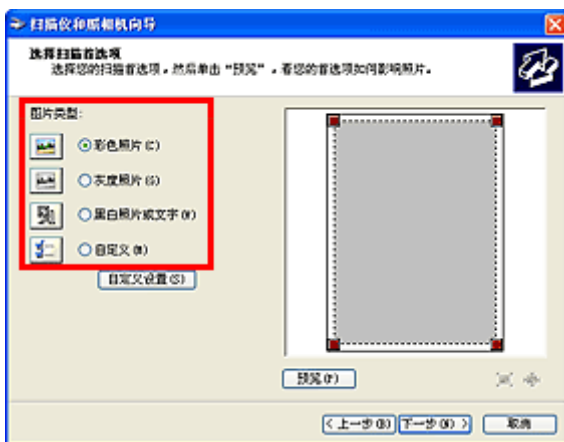 扫描仪和照相机向导
选择扫描首选项
选择您的扫描首选项，然后单击“预览”，看您的首选项如何影响照片。
图片类型:
彩色照片(C)
灰度照片(G)
黑白照片或文字(W)
自定义(M)
自定义设置(S)
预览(P)
< 上一步(B) 下一步(N) > 取消